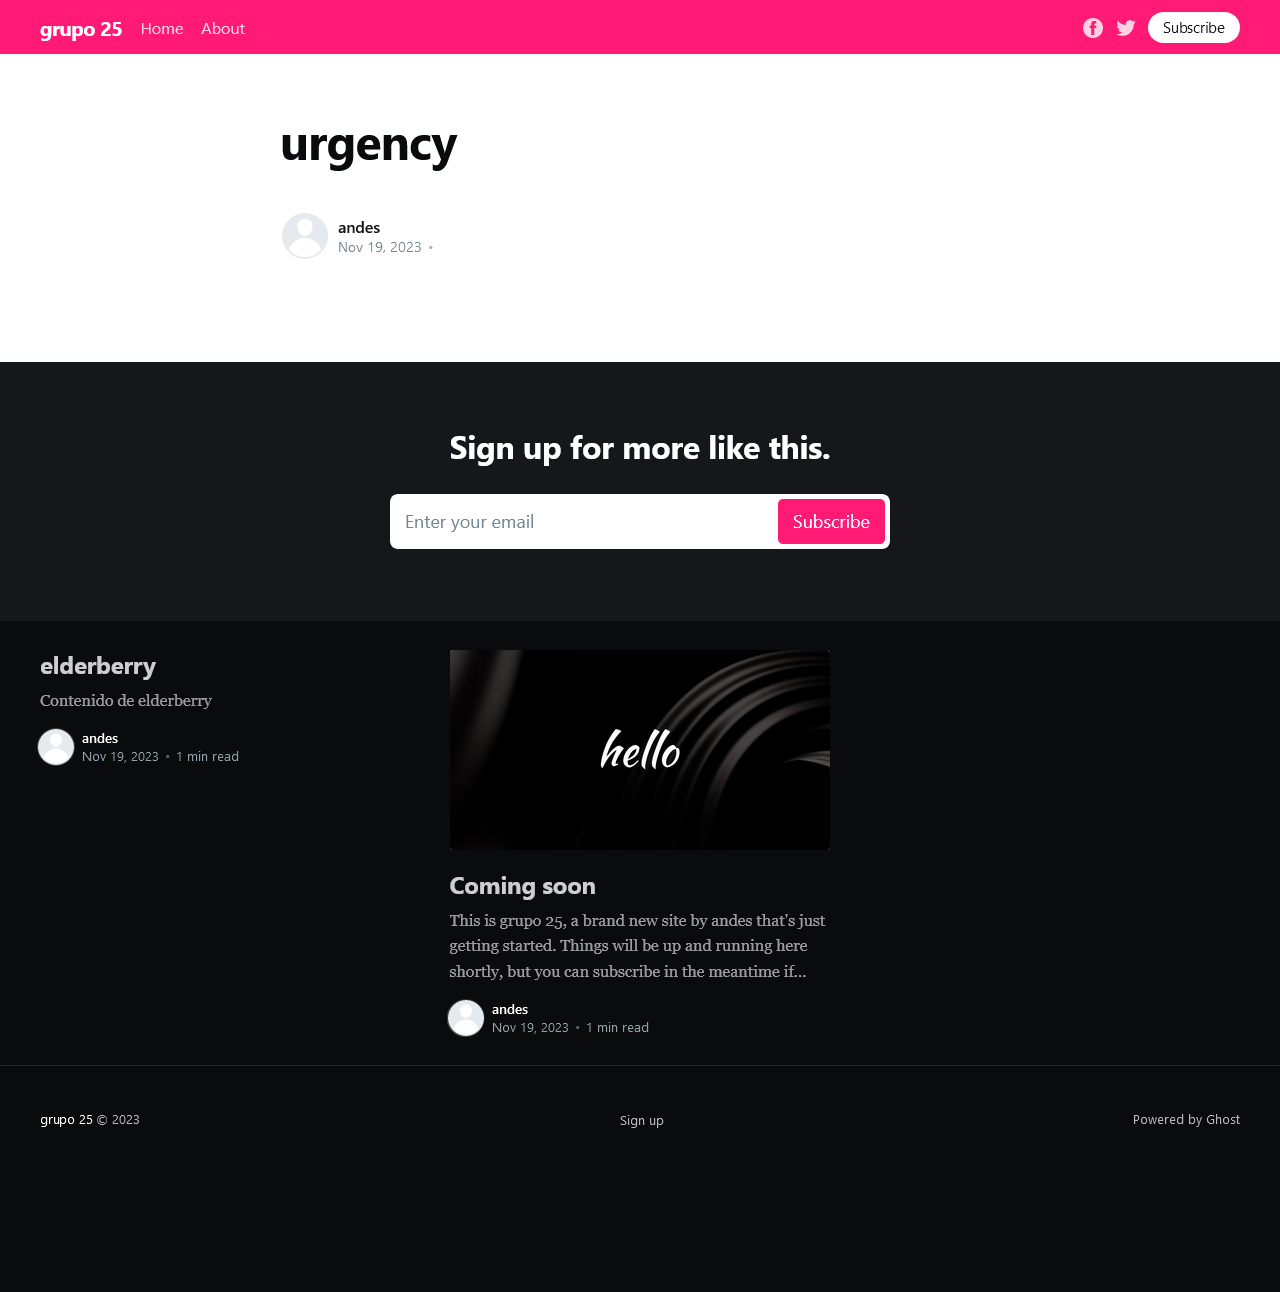 grupo 25 Home About Subscribe
urgency
andes
Nov 19, 2023 •
Sign up for more like this.
Enter your email Subscribe
elderberry
Contenido de elderberry
andes
Nov 19, 2023 • 1 min read
hello
Coming soon
This is grupo 25, a brand new site by andes that's just
getting started. Things will be up and running here
shortly, but you can subscribe in the meantime if...
andes
Nov 19, 2023 • 1 min read
grupo 25 © 2023 Sign up Powered by Ghost